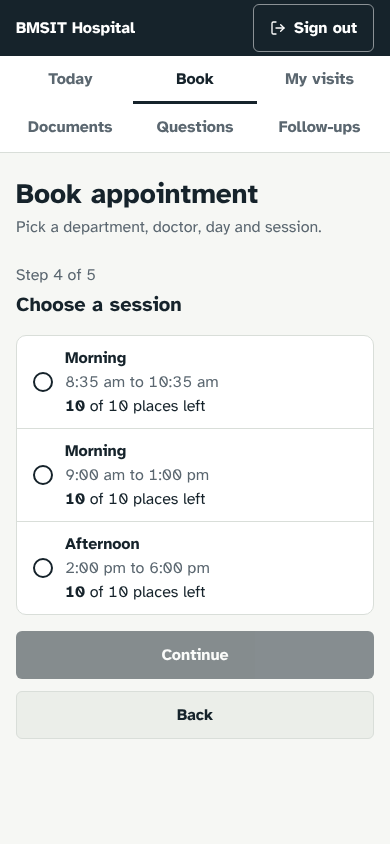 BMSIT Hospital
Sign out
Today
Book
My visits
Documents
Questions
Follow-ups
Book appointment
Pick a department, doctor, day and session.
Step 4 of 5
Choose a session
Morning
8:35 am to 10:35 am
10 of 10 places left
Morning
9:00 am to 1:00 pm
10 of 10 places left
Afternoon
2:00 pm to 6:00 pm
10 of 10 places left
Continue
Back